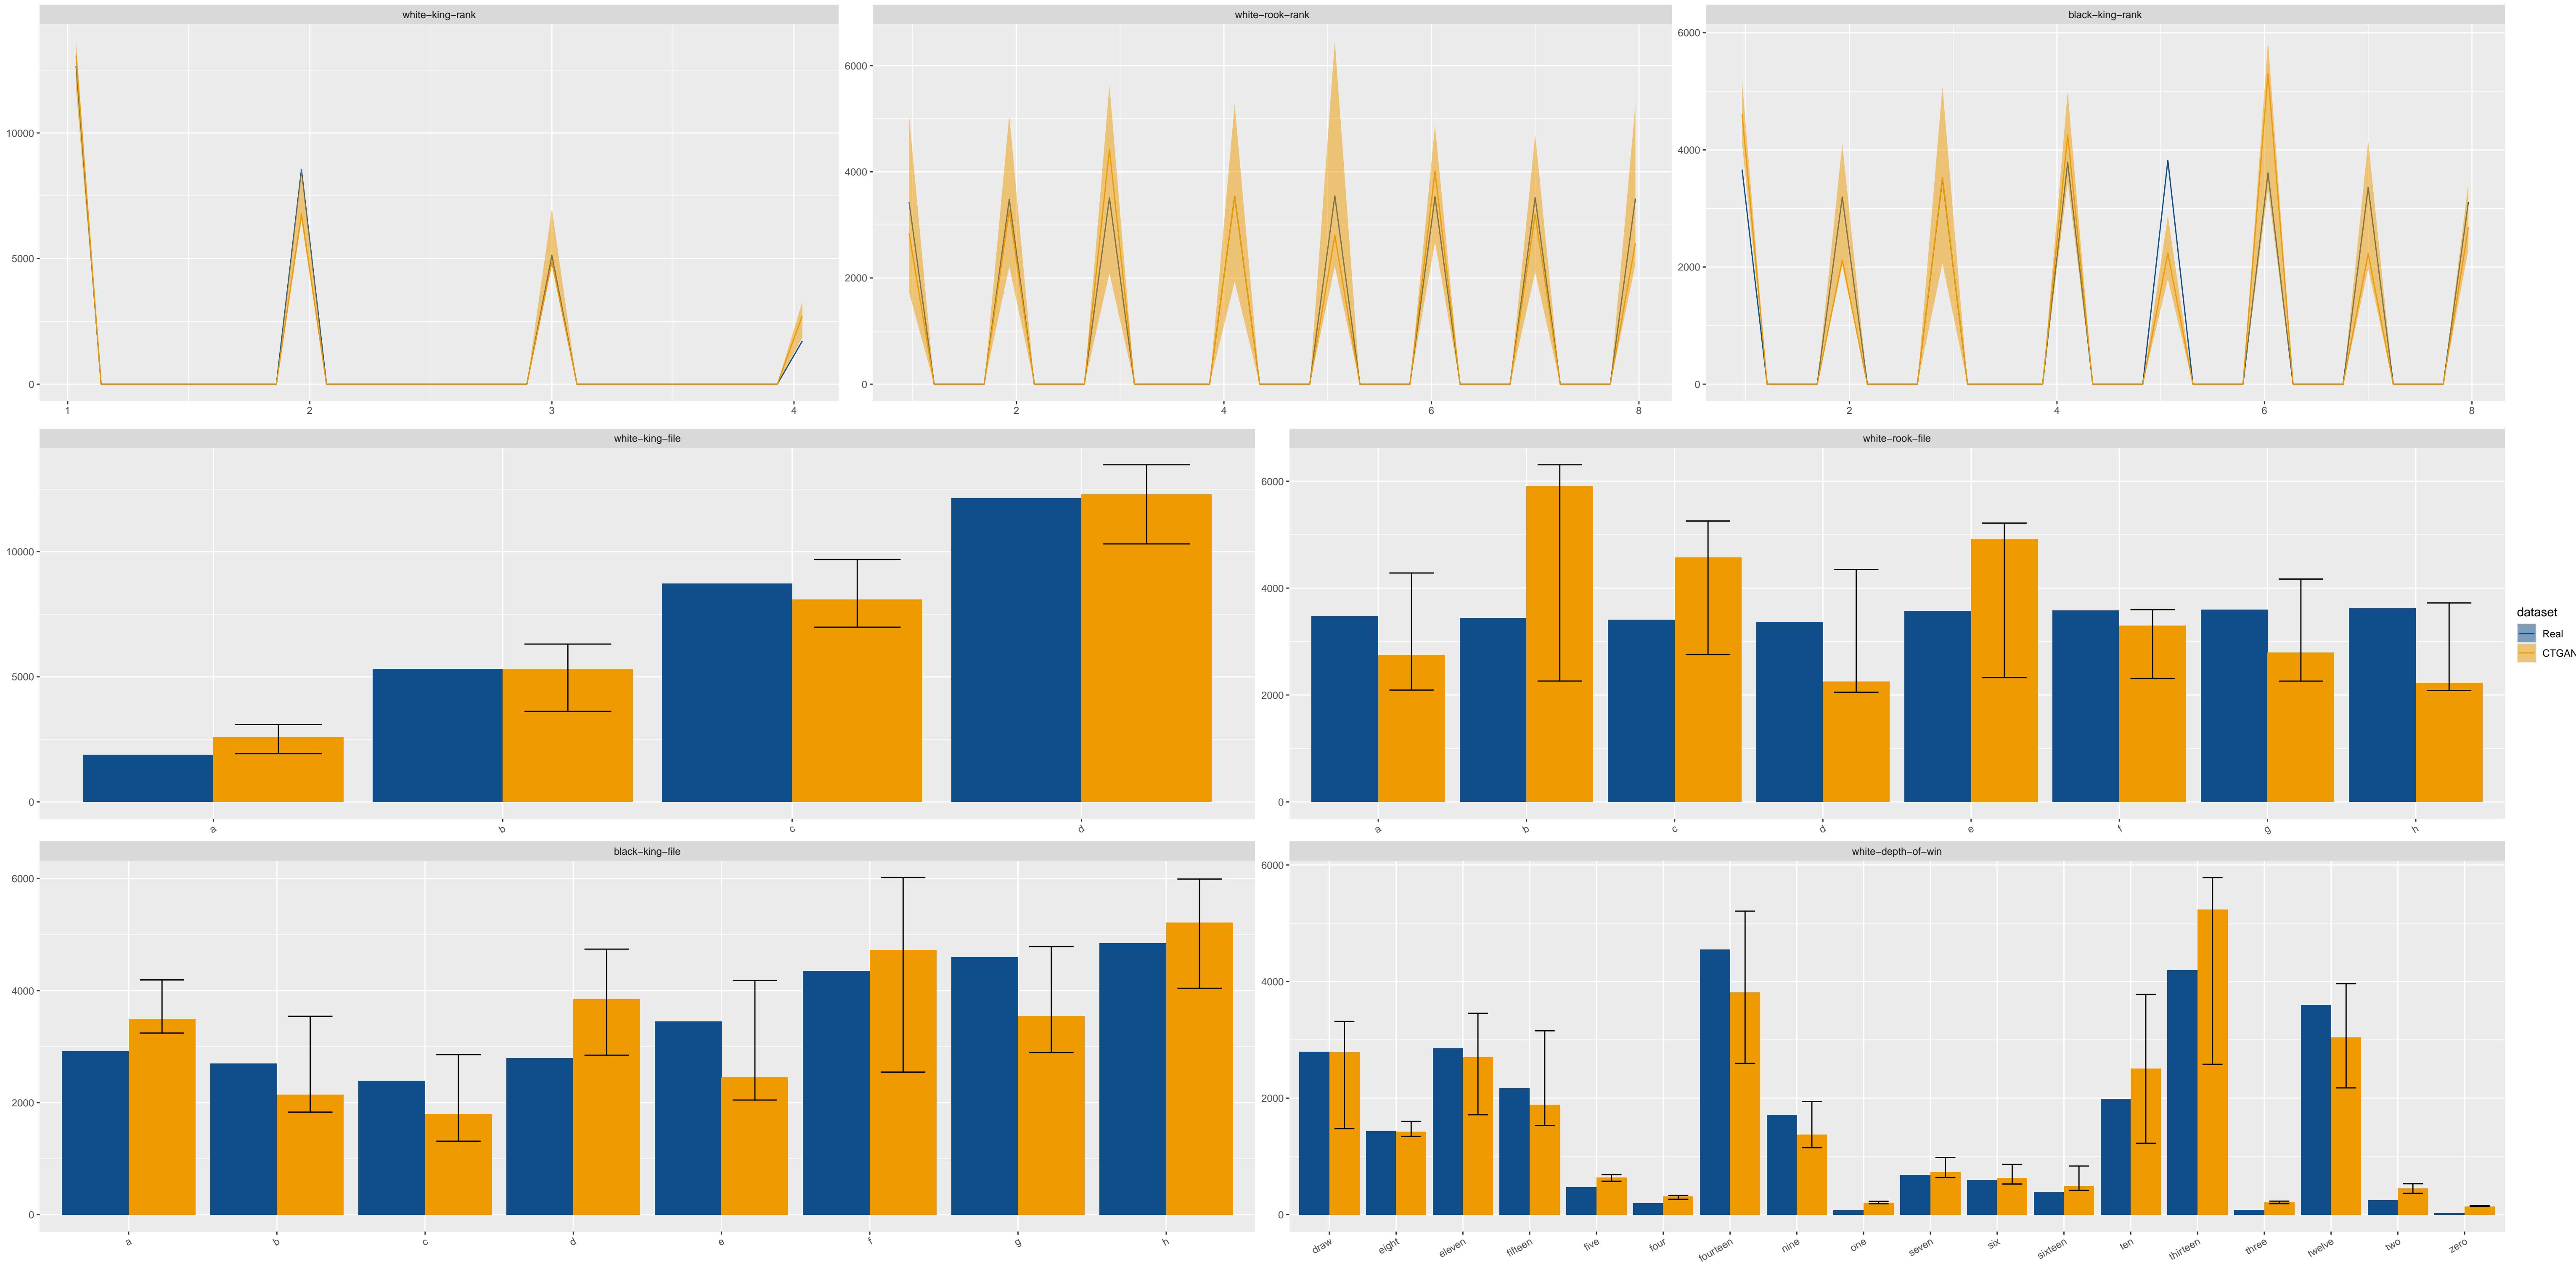 white−king−rank
white−rook−rank
black−king−rank
10000
5000
0
1
2
3
4
6000
4000
2000
0
2
4
6
8
6000
4000
2000
0
2
4
6
8
white−king−file
white−rook−file
10000
5000
0
a
b
c
d
6000
4000
2000
0
a
b
c
d
e
f
g
h
dataset
Real
CTGAN
black−king−file
white−depth−of−win
6000
4000
2000
0
a
b
c
d
e
f
g
h
6000
4000
2000
0
draw
eight
eleven
fifteen
five
four
fourteen
nine
one
seven
six
sixteen
ten
thirteen
three
twelve
two
zero